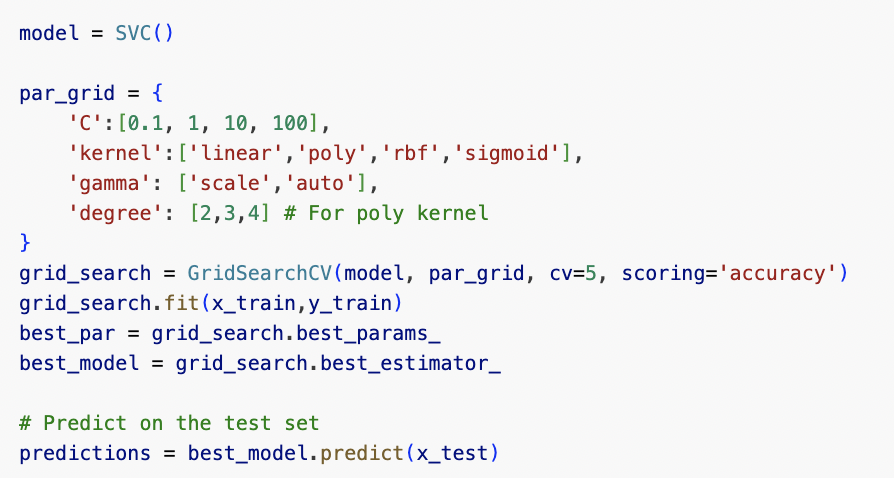 model = SVC()
par_grid = {
    'C':[0.1, 1, 10, 100],
    'kernel':['linear','poly','rbf','sigmoid'],
    'gamma': ['scale','auto'],
    'degree': [2,3,4] # For poly kernel
}
grid_search = GridSearchCV(model, par_grid, cv=5, scoring='accuracy')
grid_search.fit(x_train,y_train)
best_par = grid_search.best_params_
best_model = grid_search.best_estimator_
# Predict on the test set
predictions = best_model.predict(x_test)